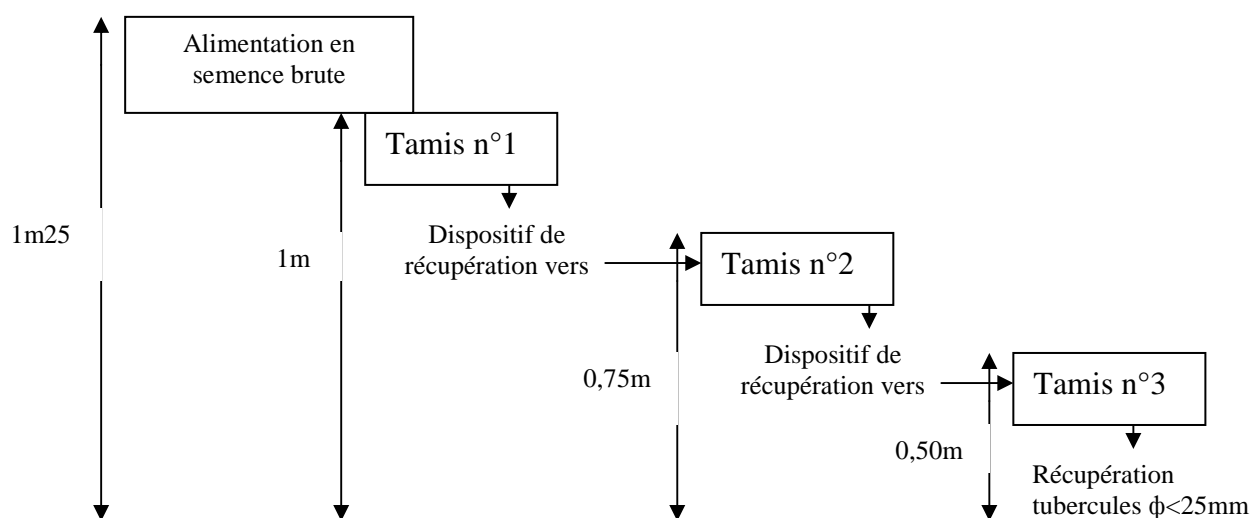 Alimentation en
semence brute
Tamis n°1
1m25
1m
Dispositif de
récupération vers
Tamis n°2
0,75m
Dispositif de
récupération vers
Tamis n°3
0,50m
Récupération
tubercules ϕ<25mm